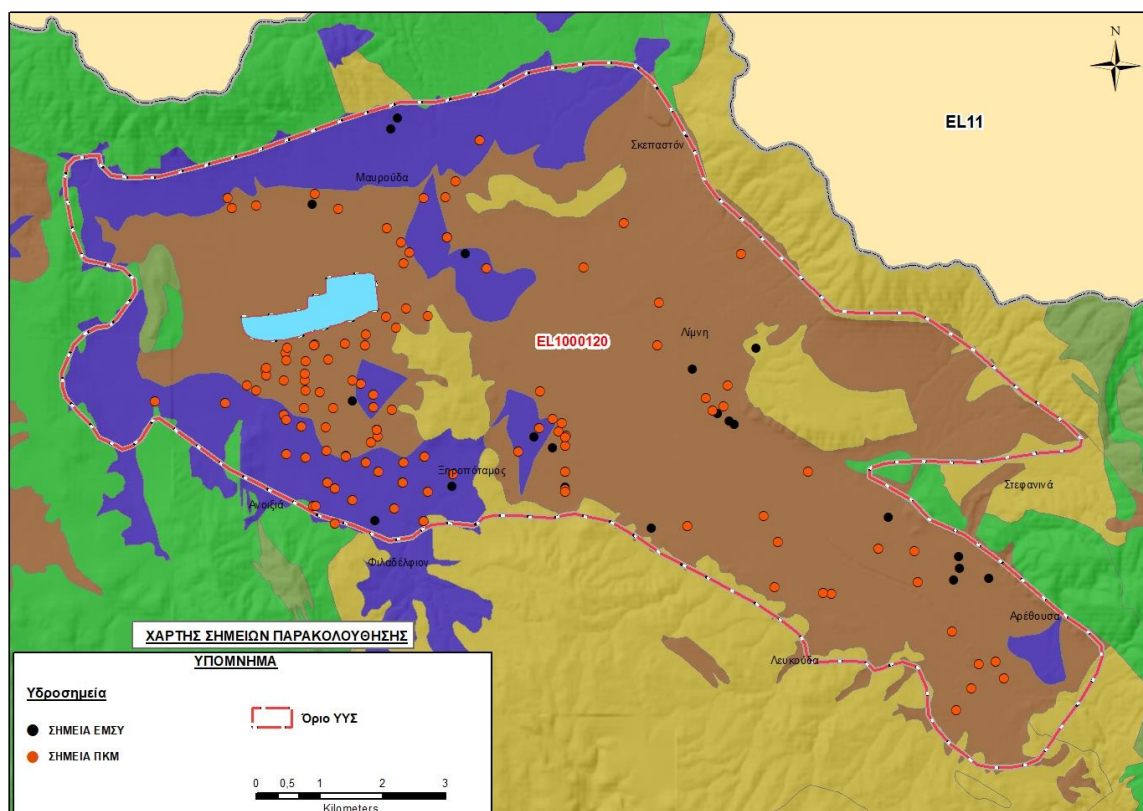 N
EL11
Σκεπαστόν
Μαυρούδα
EL1000120
Λίμνη
Ξηροπόταμος
Στεφανινά
Ανοιξιά
Φιλαδέλφιον
Αρέθουσα
Λευκούδα
ΧΑΡΤΗΣ ΣΗΜΕΙΩΝ ΠΑΡΑΚΟΛΟΥΘΗΣΗΣ
ΥΠΟΜΝΗΜΑ
Υδροσημεία
ΣΗΜΕΙΑ ΕΜΣΥ
ΣΗΜΕΙΑ ΠΚΜ
Όριο ΥΥΣ
0 0,5 1 2 3
Kilometers